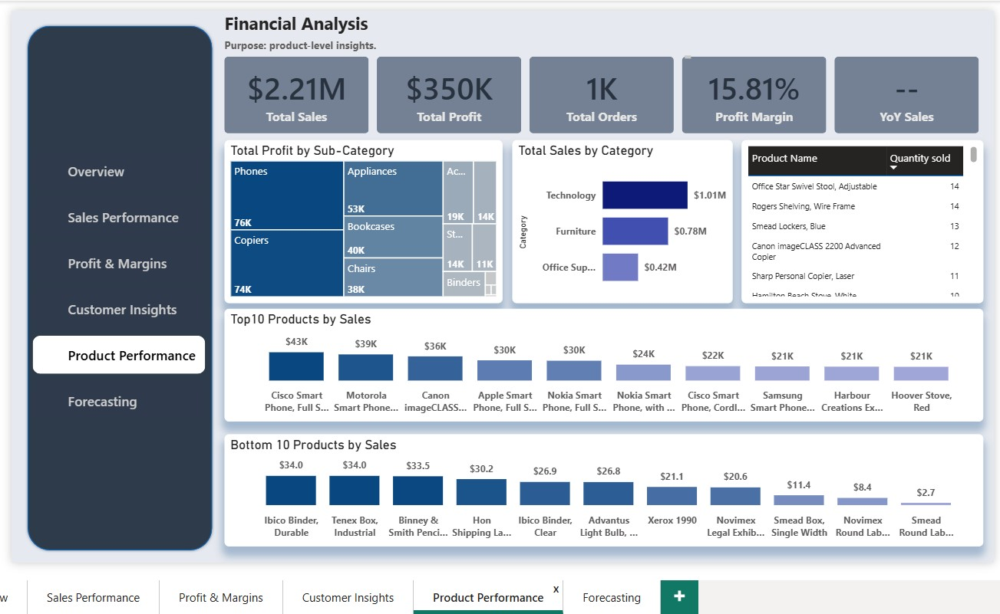 Financial Analysis
Purpose: product-level insights.
$2.21M
Total Sales
$350K
Total Profit
1K
Total Orders
15.81%
Profit Margin
--
YoY Sales
Overview
Sales Performance
Profit & Margins
Customer Insights
Product Performance
Forecasting
Total Profit by Sub-Category
Phones
76K
Copiers
74K
Appliances
53K
Bookcases
40K
Chairs
38K
Ac...
19K
14K
St...
14K
11K
Binders
Total Sales by Category
Category
Technology
$1.01M
Furniture
$0.78M
Office Sup...
$0.42M
Product Name Quantity sold
Office Star Swivel Stool, Adjustable 14
Rogers Shelving, Wire Frame 14
Smead Lockers, Blue 13
Canon imageCLASS 2200 Advanced 12
Copier
Sharp Personal Copier, Laser 11
Hamilton Beach Stove, White 10
Top10 Products by Sales
$43K $39K $36K $30K $30K $24K $22K $21K $21K $21K
Cisco Smart Motorola Canon Apple Smart Nokia Smart Nokia Smart Cisco Smart Samsung Harbour Hoover Stove,
Phone, Full S... Smart Phone... imageCLASS... Phone, Full S... Phone, Full S... Phone, with ... Phone, Cordl... Smart Phone... Creations Ex... Red
Bottom 10 Products by Sales
$34.0 $34.0 $33.5 $30.2 $26.9 $26.8 $21.1 $20.6 $11.4 $8.4 $2.7
Ibico Binder, Tenex Box, Binney & Hon Ibico Binder, Advantus Xerox 1990 Novimex Smead Box, Novimex Smead
Durable Industrial Smith Penci... Shipping La... Clear Light Bulb, ... Legal Exhib... Single Width Round Lab... Round Lab...
w Sales Performance Profit & Margins Customer Insights Product Performance x Forecasting +